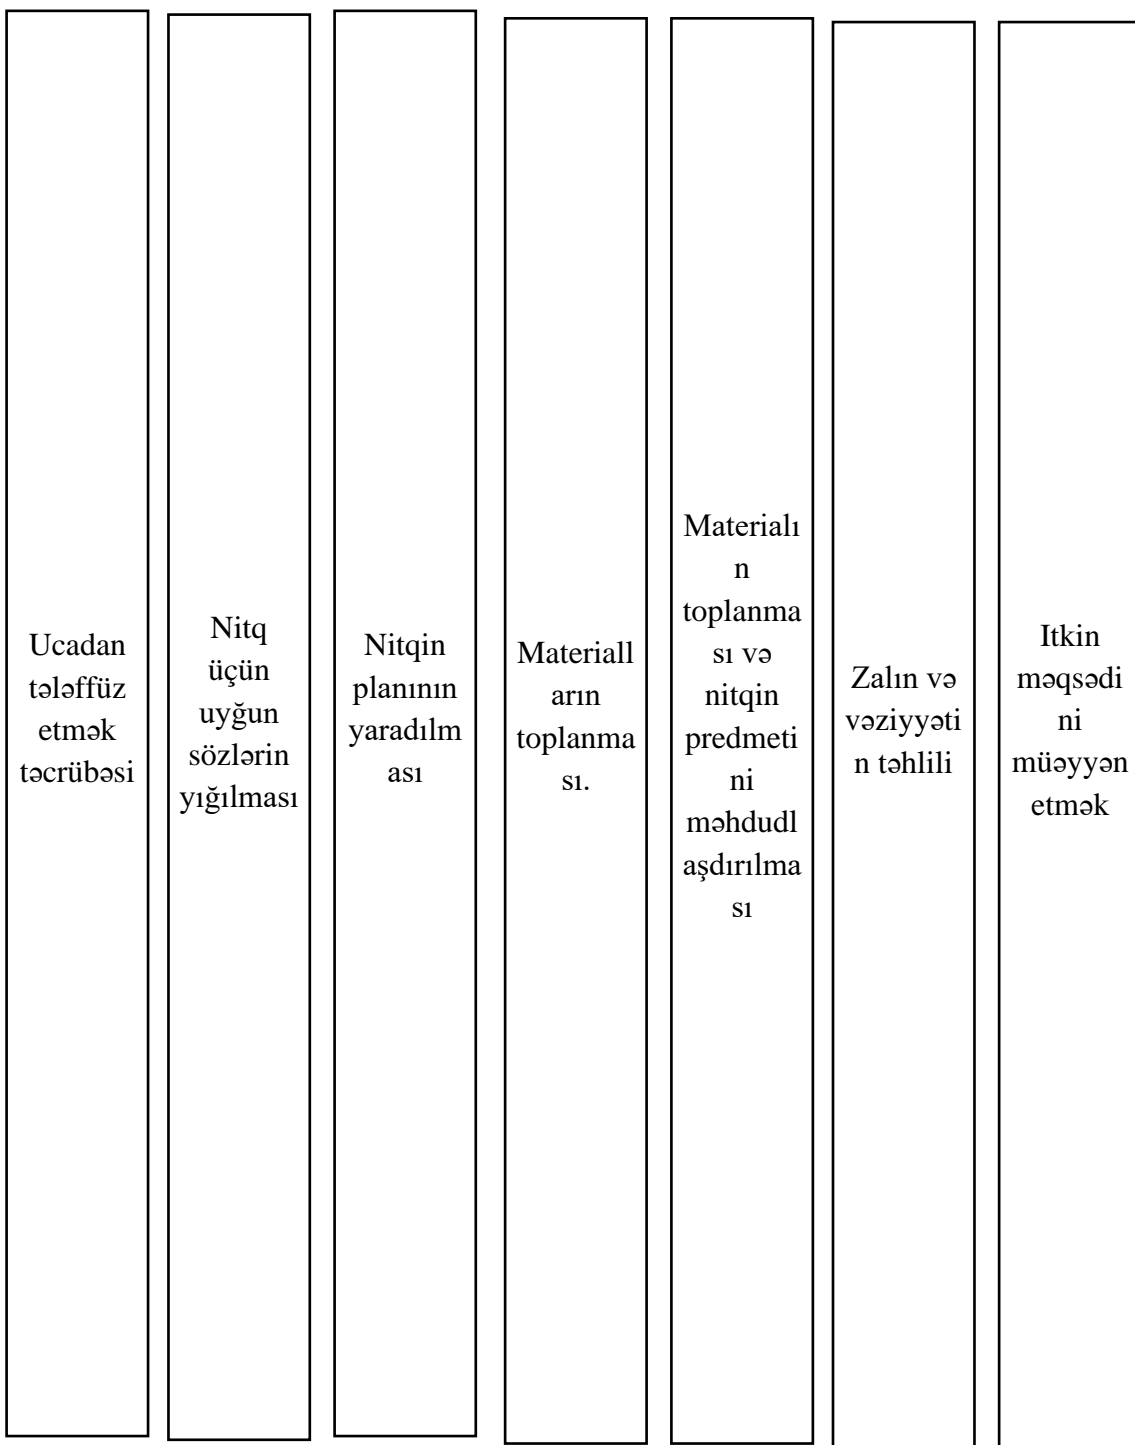 Ucadan
tələffüz
etmək
təcrübəsi
Nitq
üçün
uyğun
sözlərin
yığılması
Nitqin
planının
yaradılm
ası
Materiall
arın
toplanma
sı.
Materialı
n
toplanma
sı və
nitqin
predmeti
ni
məhdudl
aşdırılma
sı
Zalın və
vəziyyəti
n təhlili
Itkin
məqsədi
ni
müəyyən
etmək